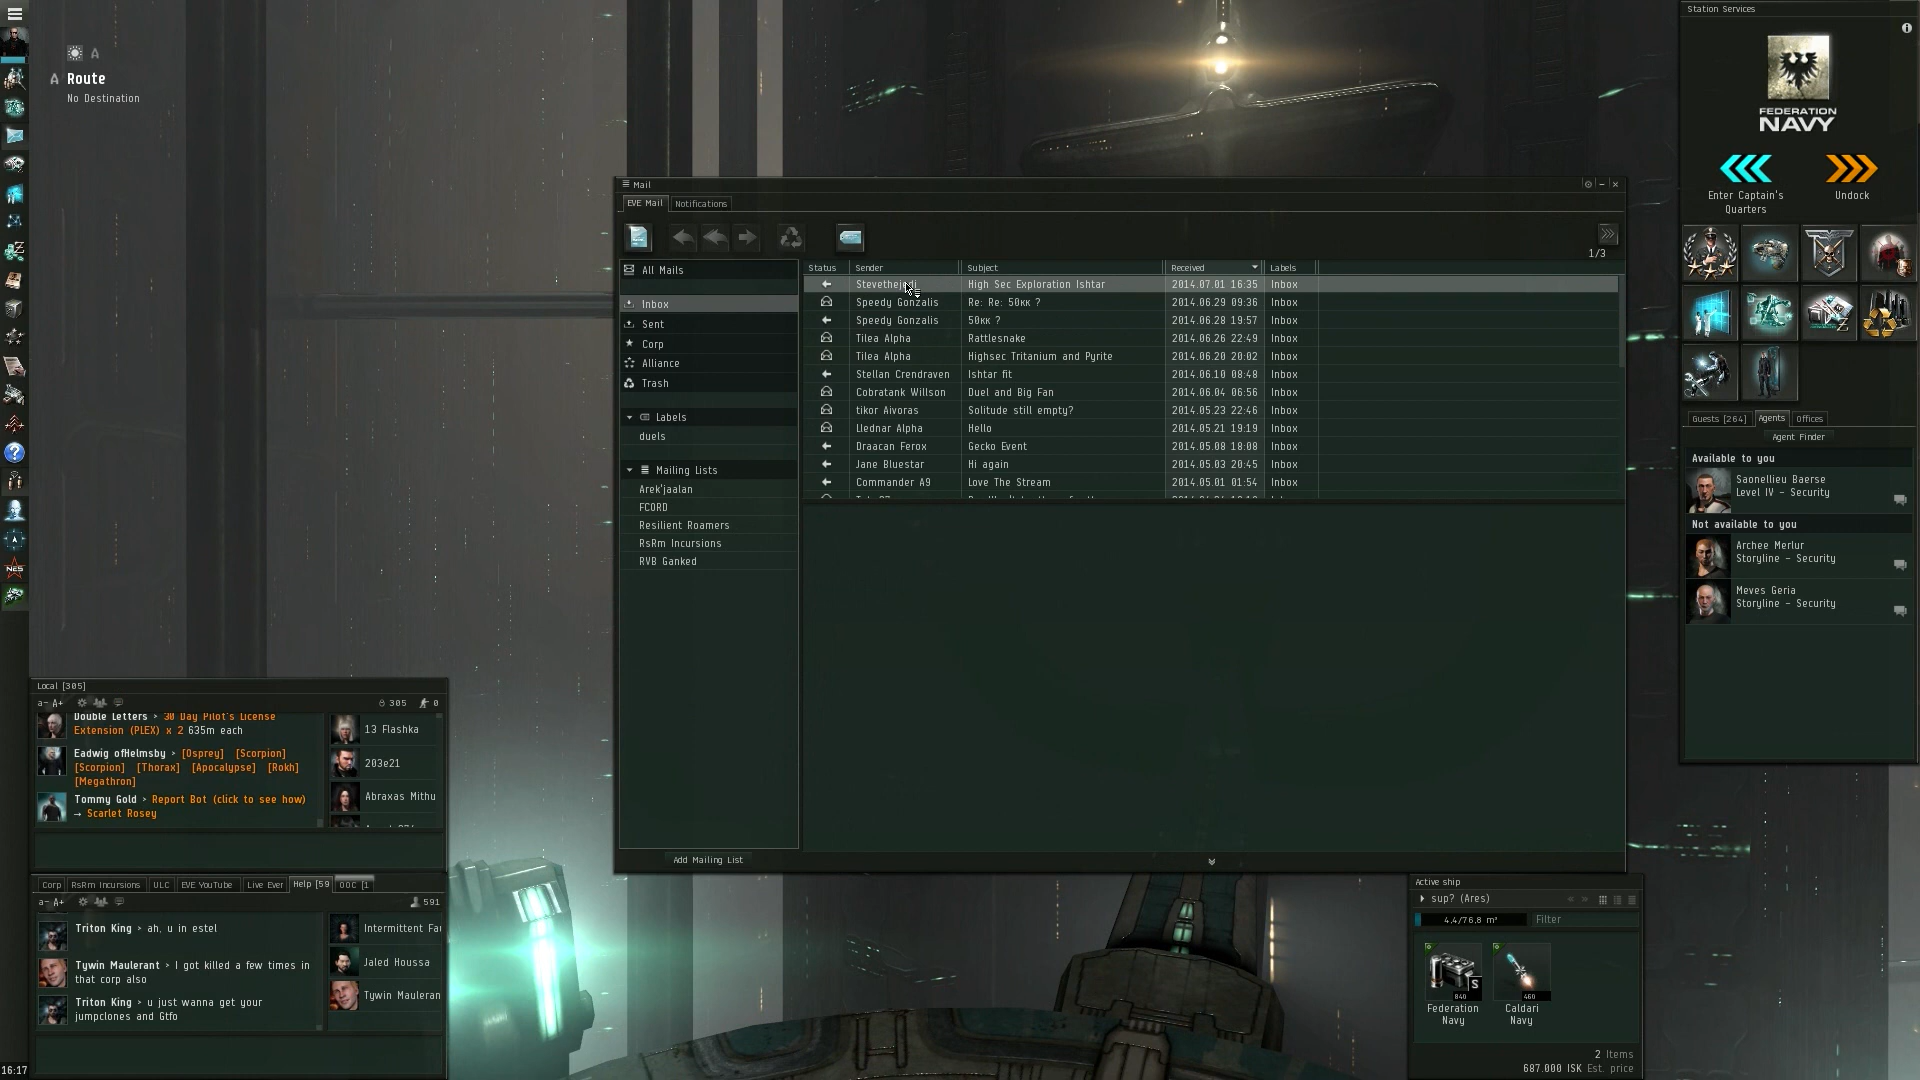 A
A Route
No Destination
Station Services
FEDERATION
NAVY
Enter Captain's
Quarters
Undock
Guests [264]
Agents
Offices
Agent Finder
Available to you
Saonellieu Baerse
Level IV - Security
Not available to you
Archee Merlur
Storyline - Security
Meves Geria
Storyline - Security
NES
16:17
Mail
EVE Mail
Notifications
1/3
All Mails
Inbox
Sent
Corp
Alliance
Trash
Labels
duels
Mailing Lists
Arek'jaalan
FCORD
Resilient Roamers
RsRm Incursions
RVB Ganked
Add Mailing List
Status Sender Subject Received Labels
High Sec Exploration Ishtar 2014.07.01 16:35 Inbox
Speedy Gonzalis Re: Re: 50кк ? 2014.06.29 09:36 Inbox
Speedy Gonzalis 50кк ? 2014.06.28 19:57 Inbox
Tilea Alpha Rattlesnake 2014.06.26 22:49 Inbox
Tilea Alpha Highsec Tritanium and Pyrite 2014.06.20 20:02 Inbox
Stellan Crendraven Ishtar fit 2014.06.10 08:48 Inbox
Cobratank Willson Duel and Big Fan 2014.06.04 06:56 Inbox
tikor Aivoras Solitude still empty? 2014.05.23 22:46 Inbox
Llednar Alpha Hello 2014.05.21 19:19 Inbox
Draacan Ferox Gecko Event 2014.05.08 18:08 Inbox
Jane Bluestar Hi again 2014.05.03 20:45 Inbox
Commander A9 Love The Stream 2014.05.01 01:54 Inbox
Local [305]
a- A+ 305 0
Double Letters > 30 Day Pilot's License
Extension (PLEX) x 2 635m each
Eadwig ofHelmsby > [Osprey] [Scorpion]
[Scorpion] [Thorax] [Apocalypse] [Rokh]
[Megathron]
Tommy Gold > Report Bot (click to see how)
→ Scarlet Rosey
13 Flashka
203e21
Abraxas Mithu
Corp RsRm Incursions ULC EVE YouTube Live Ever Help [59 OOC [1
a- A+ 591
Triton King > ah, u in estel
Tywin Maulerant > I got killed a few times in
that corp also
Triton King > u just wanna get your
jumpclones and Gtfo
Intermittent Fau
Jaled Houssa
Tywin Mauleran
Active ship
sup? (Ares)
4.4/76.8 m³
Filter
S
840
460
Federation
Navy
Caldari
Navy
2 Items
687.000 ISK Est. price